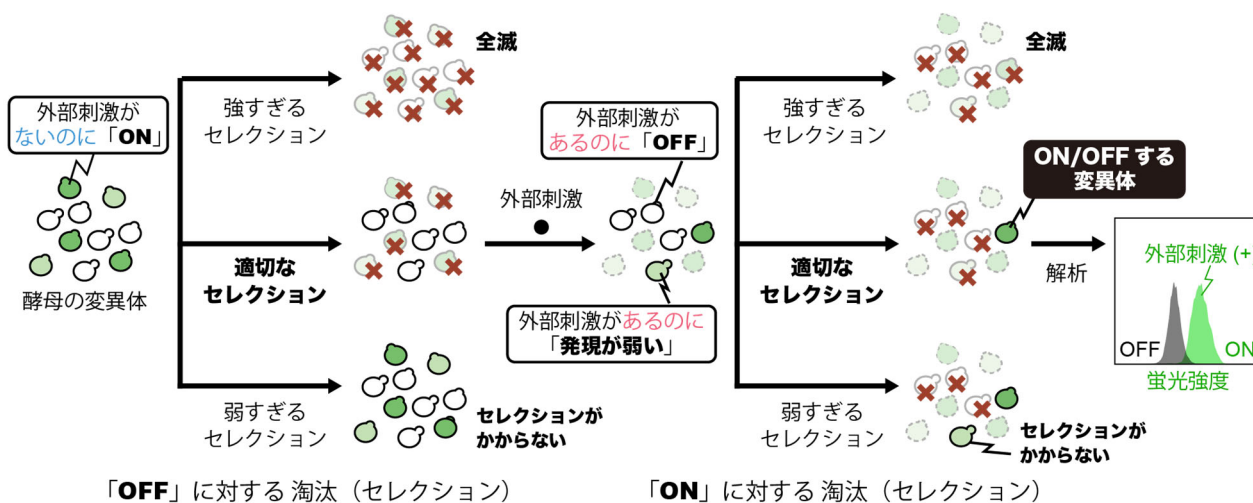 外部刺激が
ないのに「ON」
酵母の変異体
強すぎる
セレクション
全滅
適切な
セレクション
弱すぎる
セレクション
セレクションが
かからない
「OFF」に対する 淘汰（セレクション）
外部刺激
外部刺激が
あるのに「OFF」
外部刺激があるのに
「発現が弱い」
強すぎる
セレクション
全滅
適切な
セレクション
ON/OFF する
変異体
弱すぎる
セレクション
セレクションが
かからない
「ON」に対する 淘汰（セレクション）
解析
外部刺激 (+
OFF
ON
蛍光強度